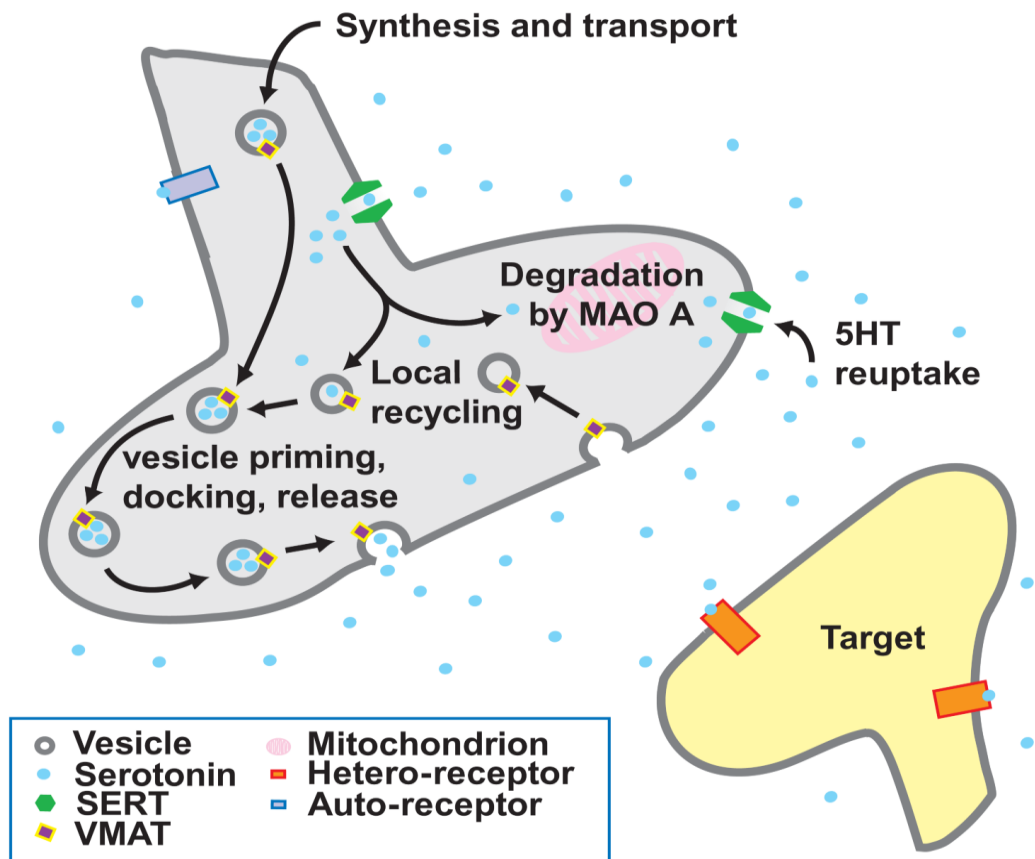 Synthesis and transport
Degradation
by MAO A
5HT
reuptake
Local
recycling
vesicle priming,
docking, release
Target
Vesicle
Serotonin
SERT
VMAT
Mitochondrion
Hetero-receptor
Auto-receptor